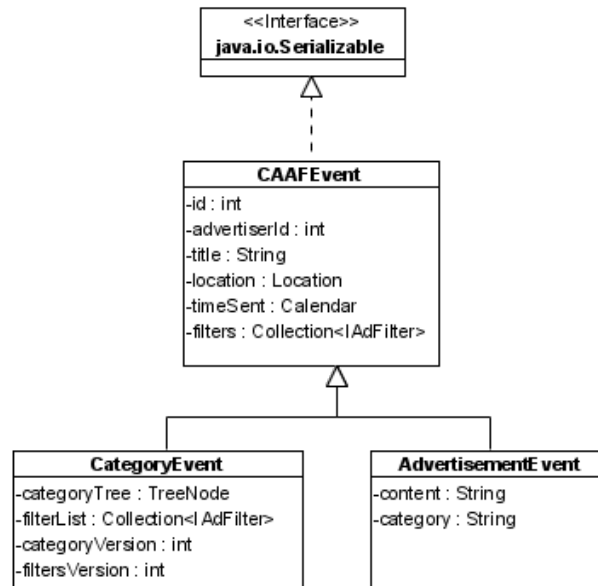 <<Interface>>
java.io.Serializable
CAAFEvent
-id : int
-advertiserId : int
-title : String
-location : Location
-timeSent : Calendar
-filters : Collection<IAdFilter>
CategoryEvent
-categoryTree : TreeNode
-filterList : Collection<IAdFilter>
-categoryVersion : int
-filtersVersion : int
AdvertisementEvent
-content : String
-category : String